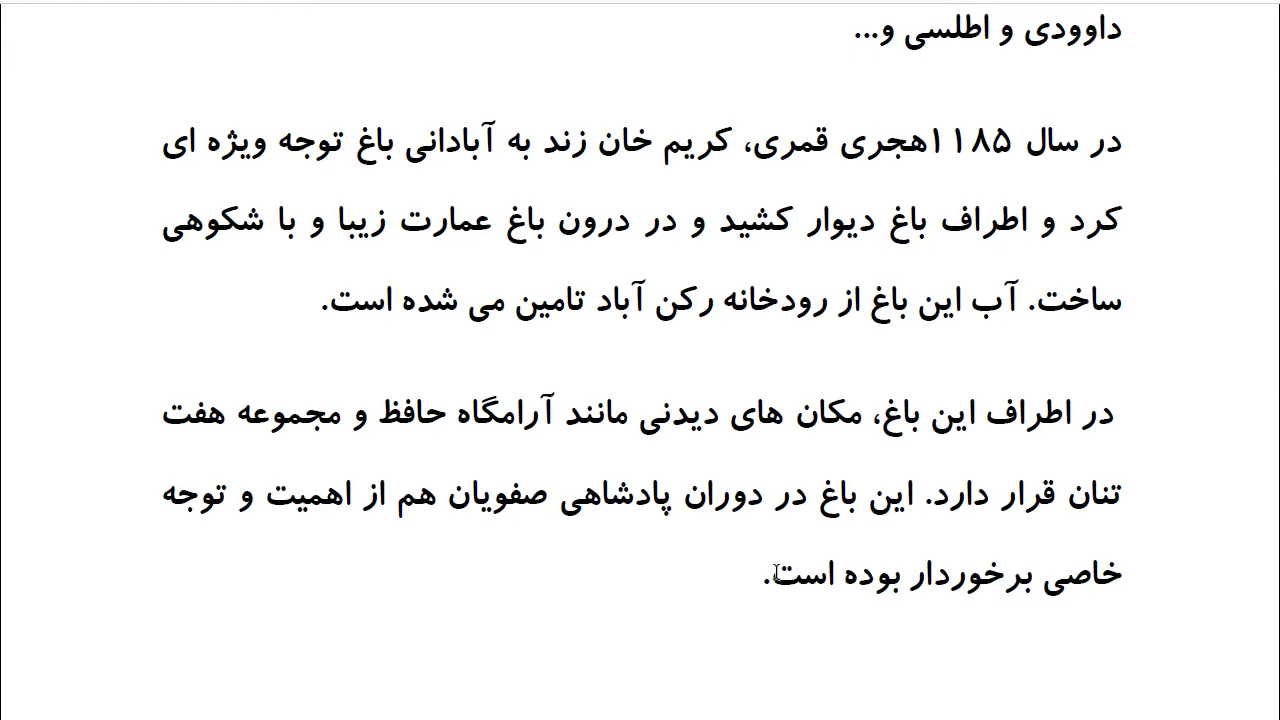 داوودی و اطلسی و...
در سال ۱۱۸۵هجری قمری، کریم خان زند به آبادانی باغ توجه ویژه ای
کرد و اطراف باغ دیوار کشید و در درون باغ عمارت زیبا و با شکوهی
ساخت. آب این باغ از رودخانه رکن آباد تامین می شده است.
در اطراف این باغ، مکان های دیدنی مانند آرامگاه حافظ و مجموعه هفت
تنان قرار دارد. این باغ در دوران پادشاهی صفویان هم از اهمیت و توجه
خاصی برخوردار بوده است.